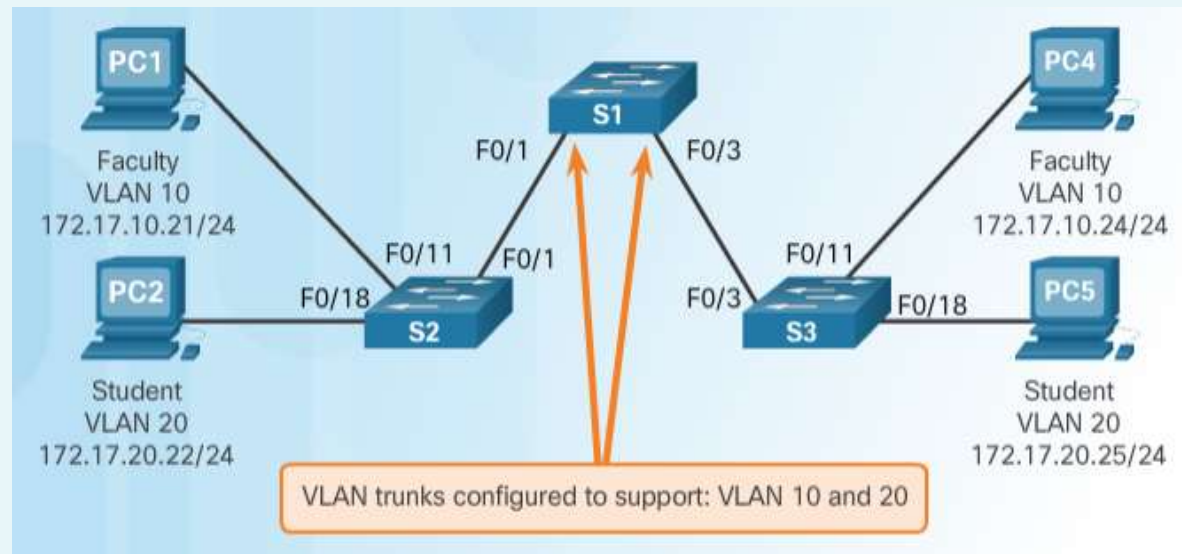 PC1
Faculty
VLAN 10
172.17.10.21/24
PC2
Student
VLAN 20
172.17.20.22/24
S1
F0/1
F0/3
F0/11
F0/1
F0/18
S2
F0/11
F0/3
F0/18
S3
PC4
Faculty
VLAN 10
172.17.10.24/24
PC5
Student
VLAN 20
172.17.20.25/24
VLAN trunks configured to support: VLAN 10 and 20